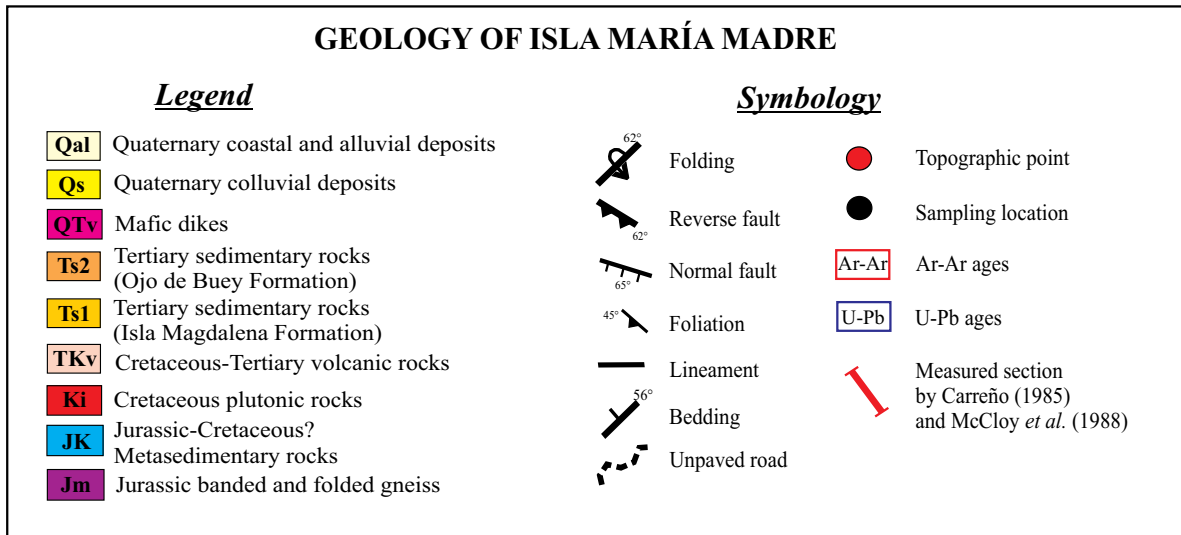 GEOLOGY OF ISLA MARÍA MADRE
Legend
Qal Quaternary coastal and alluvial deposits
Qs Quaternary colluvial deposits
QTv Mafic dikes
Ts2 Tertiary sedimentary rocks
(Ojo de Buey Formation)
Ts1 Tertiary sedimentary rocks
(Isla Magdalena Formation)
TKv Cretaceous-Tertiary volcanic rocks
Ki Cretaceous plutonic rocks
JK Jurassic-Cretaceous?
Metasedimentary rocks
Jm Jurassic banded and folded gneiss
Symbology
62° Folding
62° Reverse fault
65° Normal fault
45° Foliation
Lineament
56° Bedding
Unpaved road
Topographic point
Sampling location
Ar-Ar Ar-Ar ages
U-Pb U-Pb ages
Measured section
by Carreño (1985)
and McCloy et al. (1988)